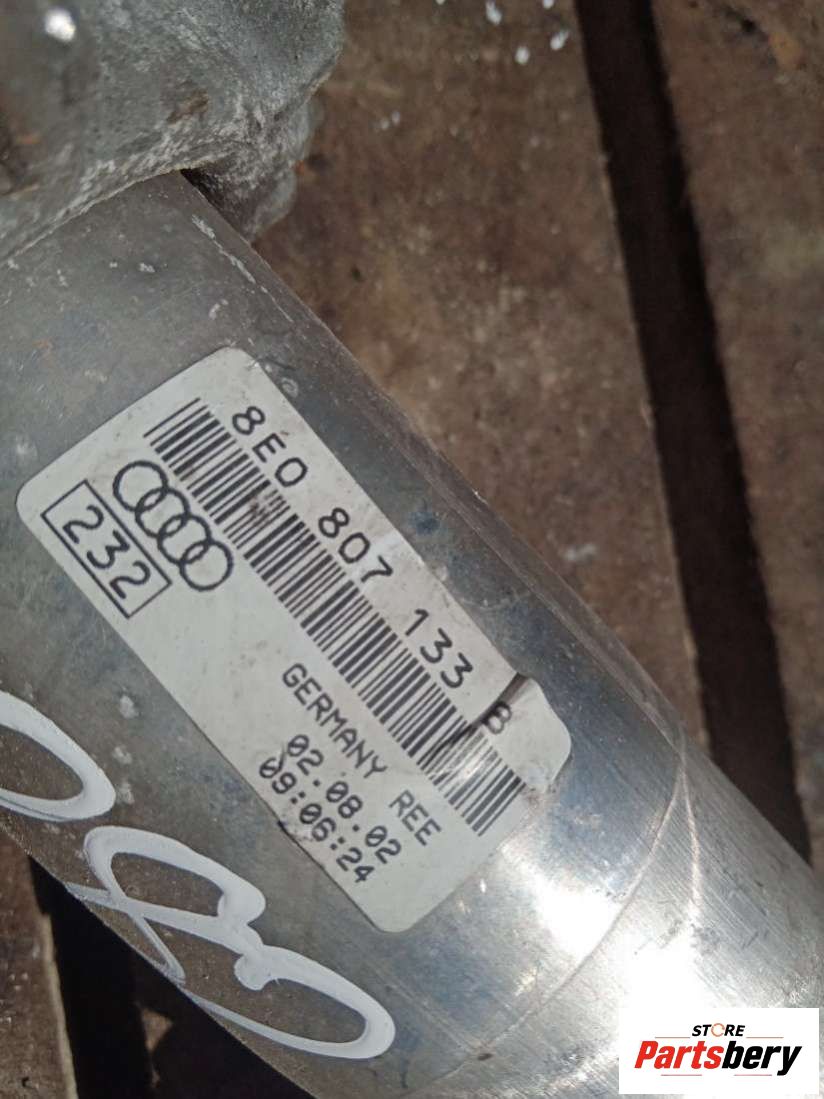 8E0 807 133 B
232
GERMANY REE
02.08.02
09:06:24
STORE
Partsbery